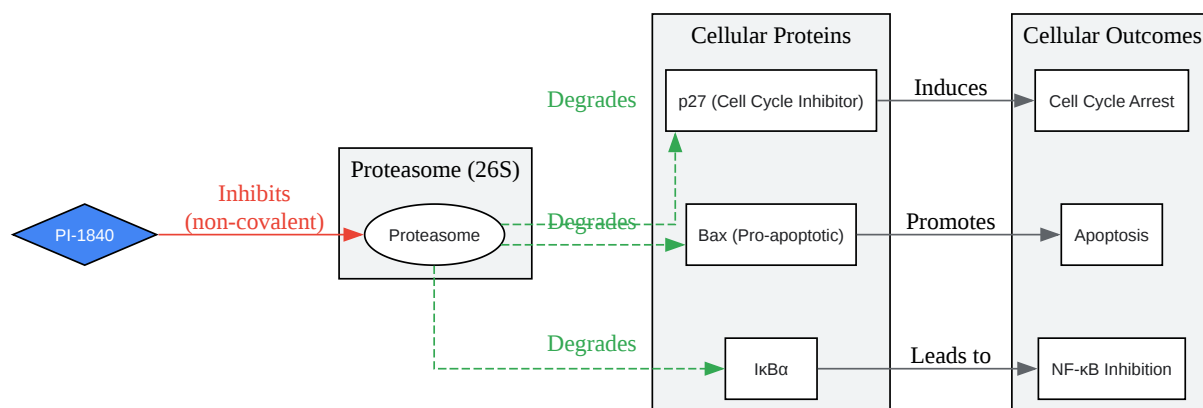 Cellular Proteins
Cellular Outcomes
Degrades
p27 (Cell Cycle Inhibitor)
Induces
Cell Cycle Arrest
Proteasome (26S)
Inhibits
(non-covalent)
PI-1840
Proteasome
Degrades
Bax (Pro-apoptotic)
Promotes
Apoptosis
Degrades
IκBα
Leads to
NF-κB Inhibition